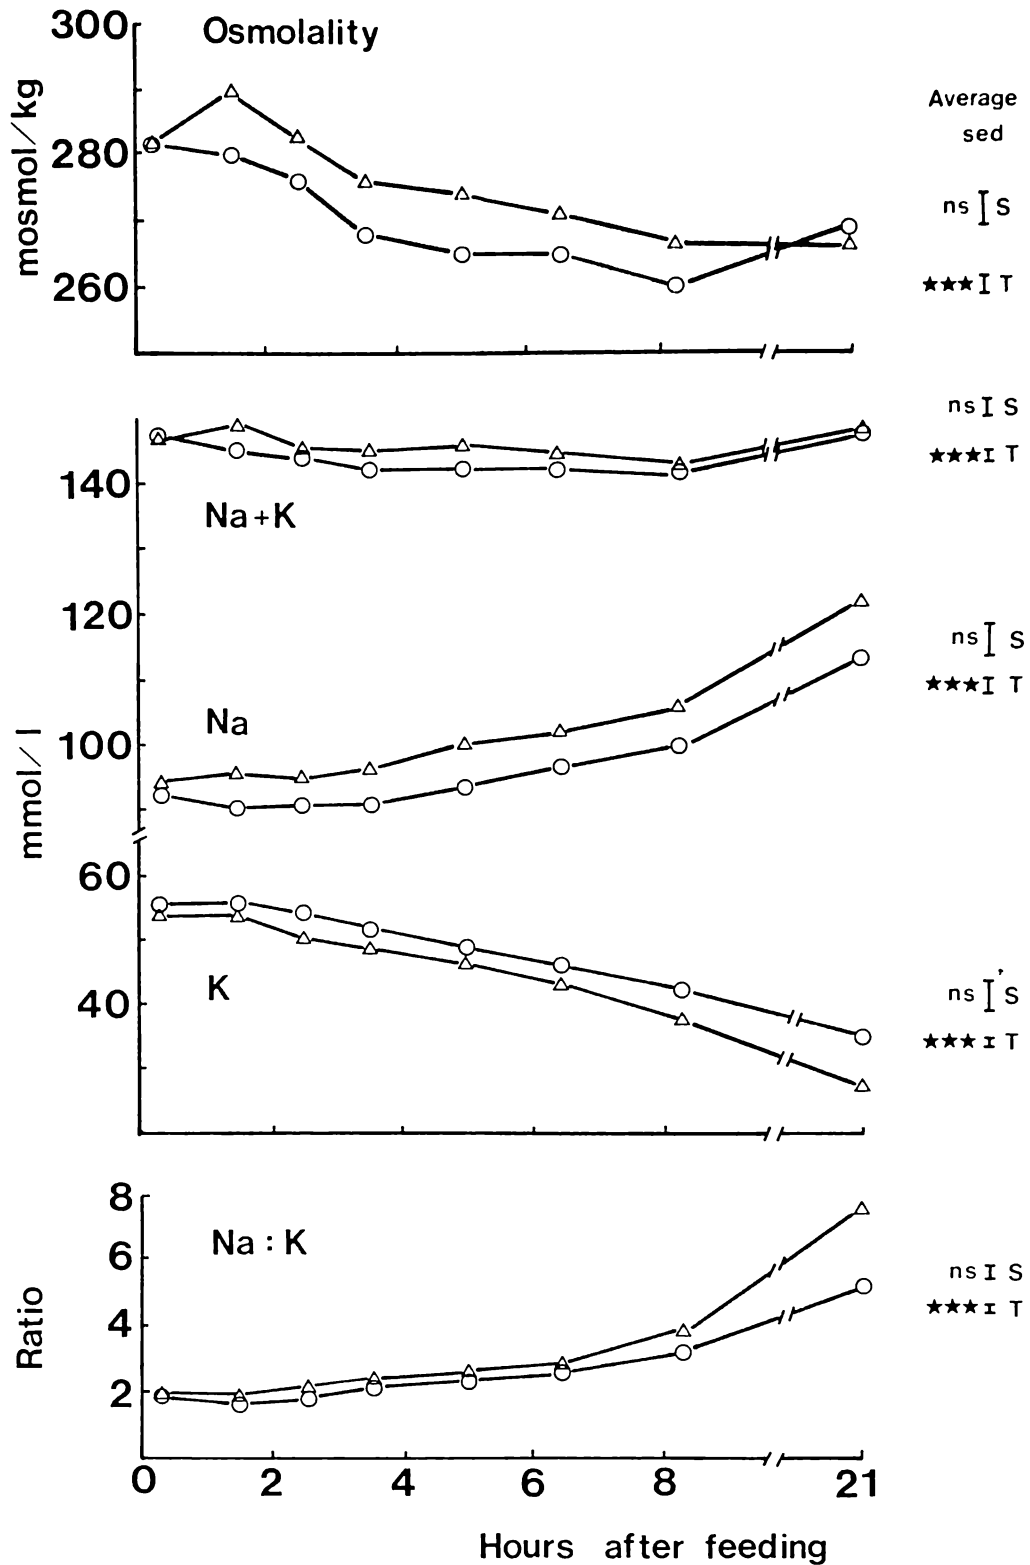 Osmolality
mosmol/kg
300
280
260
Average
sed
ns S
★★★ T
ns S
★★★ T
mmol/l
140
Na+K
120
100
Na
ns S
★★★ T
60
40
K
ns S
★★★ T
Ratio
8
6
4
2
Na : K
ns S
★★★ T
0 2 4 6 8 21
Hours after feeding